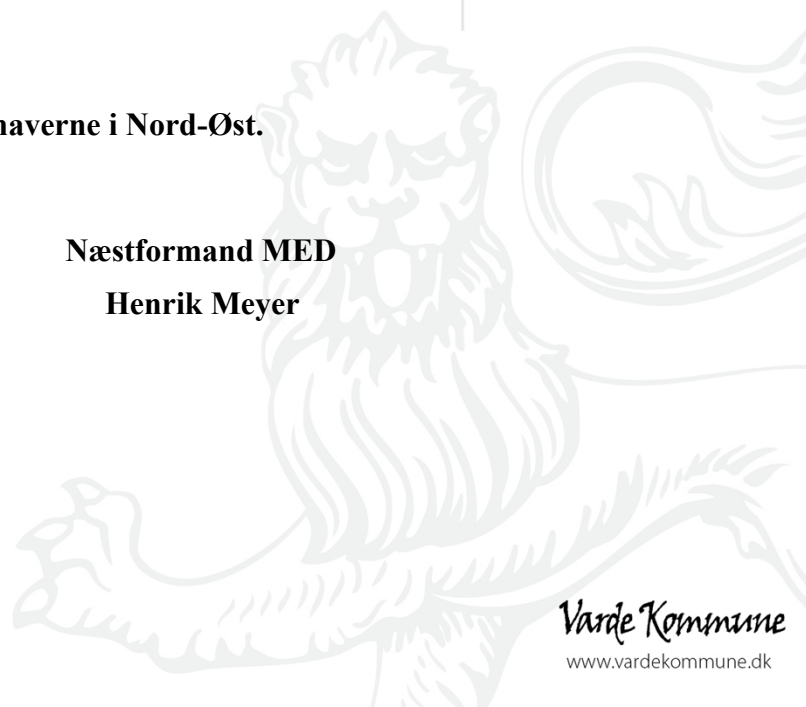 haverne i Nord-Øst.
Næstformand MED
Henrik Meyer
Varde Kommune
www.vardekommune.dk